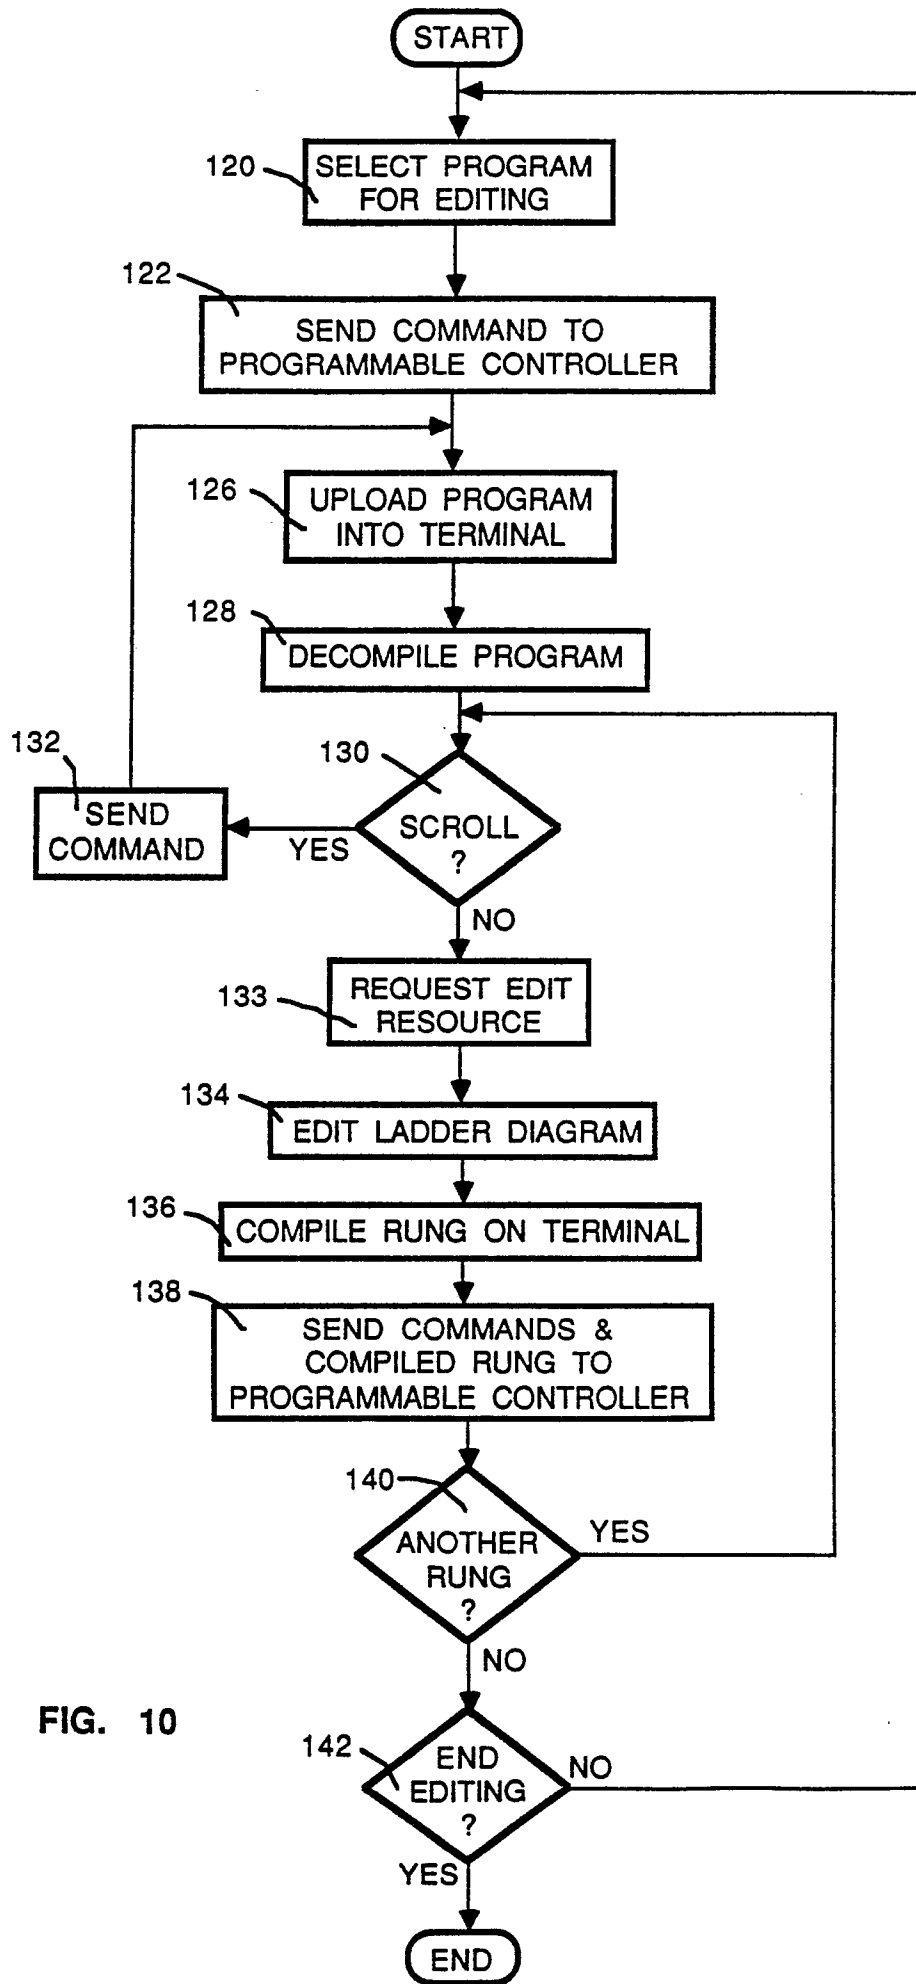 START
120
SELECT PROGRAM
FOR EDITING
122
SEND COMMAND TO
PROGRAMMABLE CONTROLLER
126
UPLOAD PROGRAM
INTO TERMINAL
128
DECOMPILE PROGRAM
132
SEND
COMMAND
130
SCROLL
?
YES
NO
133
REQUEST EDIT
RESOURCE
134
EDIT LADDER DIAGRAM
136
COMPILE RUNG ON TERMINAL
138
SEND COMMANDS &
COMPILED RUNG TO
PROGRAMMABLE CONTROLLER
140
ANOTHER
RUNG
?
YES
NO
FIG. 10
142
END
EDITING
?
NO
YES
END